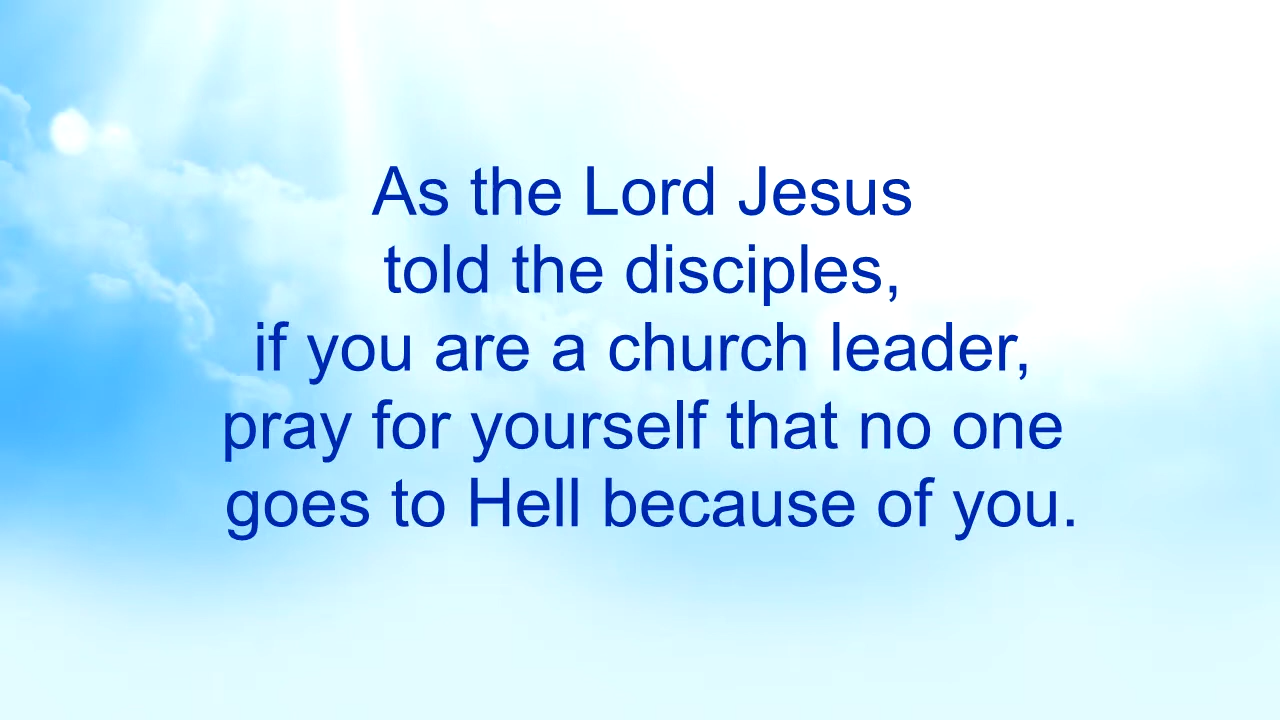 As the Lord Jesus
told the disciples,
if you are a church leader,
pray for yourself that no one
goes to Hell because of you.